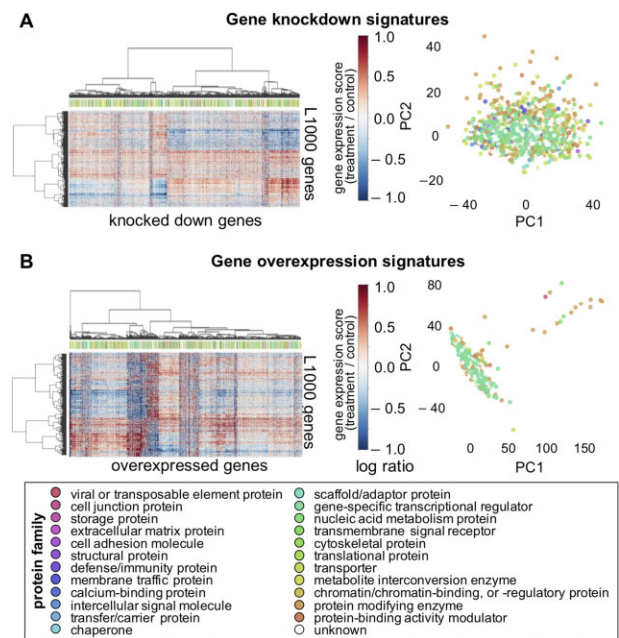 A
Gene knockdown signatures
L1000 genes
knocked down genes
gene expression score
(treatment / control)
1.0
0.5
0
– 0.5
– 1.0
PC2
40
20
0
–20
– 40
0
40
PC1
B
Gene overexpression signatures
L1000 genes
overexpressed genes
gene expression score
(treatment / control)
1.0
0.5
0
– 0.5
– 1.0
log ratio
PC2
80
40
0
– 40
0
50
100
150
PC1
protein family
viral or transposable element protein
cell junction protein
storage protein
extracellular matrix protein
cell adhesion molecule
structural protein
defense/immunity protein
membrane traffic protein
calcium-binding protein
intercellular signal molecule
transfer/carrier protein
chaperone
scaffold/adaptor protein
gene-specific transcriptional regulator
nucleic acid metabolism protein
transmembrane signal receptor
cytoskeletal protein
translational protein
transporter
metabolite interconversion enzyme
chromatin/chromatin-binding, or -regulatory protein
protein modifying enzyme
protein-binding activity modulator
unknown